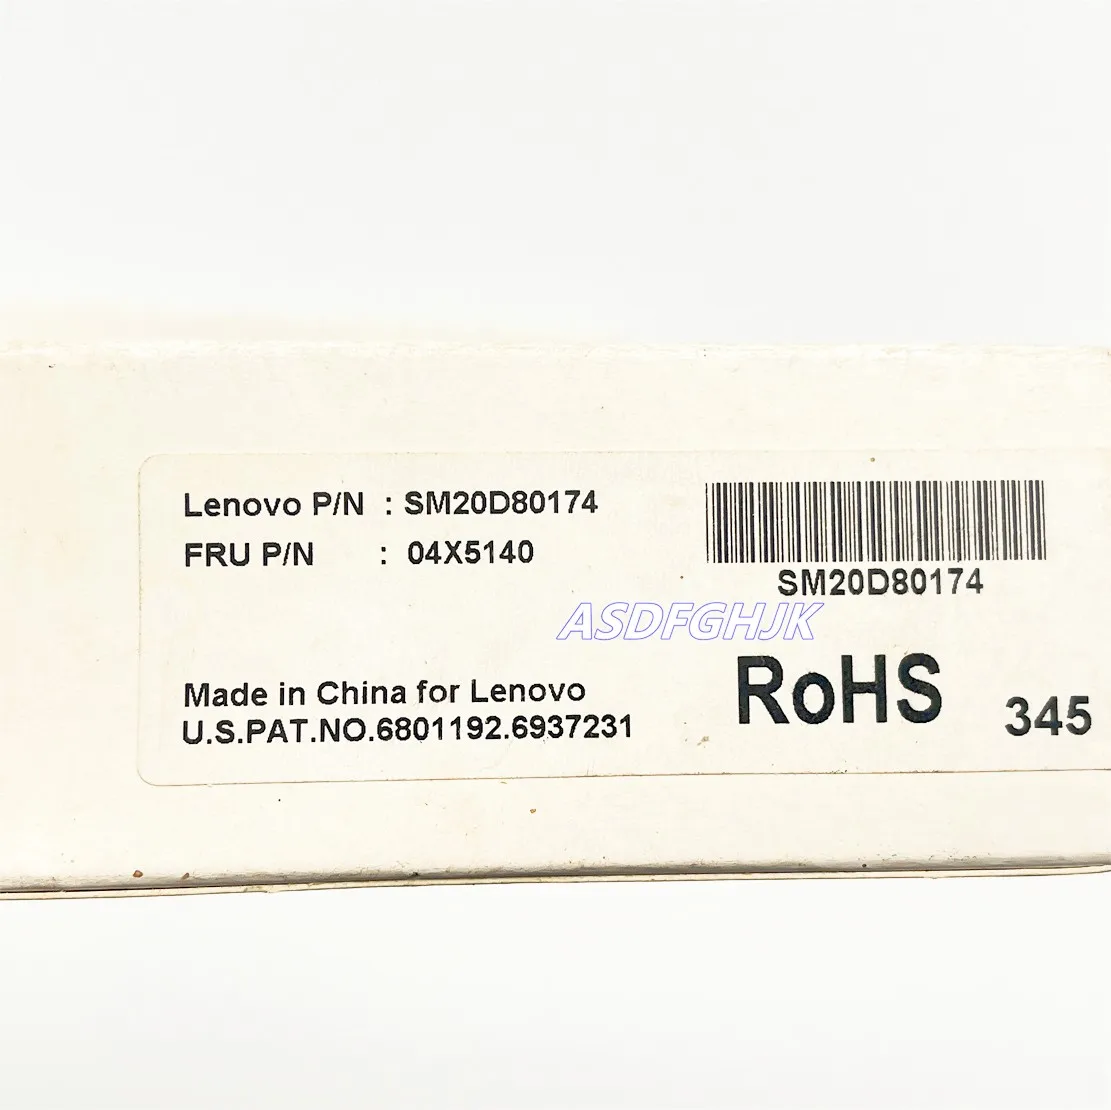 Lenovo P/N : SM20D80174
FRU P/N : 04X5140
SM20D80174
ASDFGHJK
RoHS
345
Made in China for Lenovo
U.S.PAT.NO.6801192.6937231